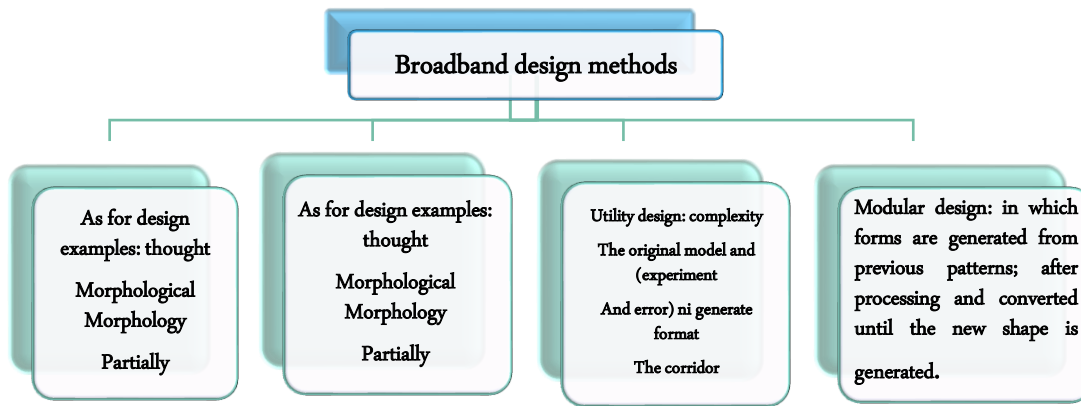 Broadband design methods
As for design
examples: thought
Morphological
Morphology
Partially
As for design examples:
thought
Morphological
Morphology
Partially
Utility design: complexity
The original model and
(experiment
And error) ni generate
format
The corridor
Modular design: in which
forms are generated from
previous patterns; after
processing and converted
until the new shape is
generated.